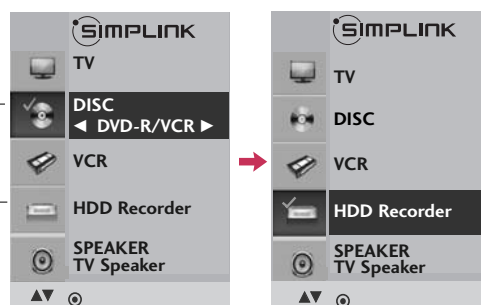 SIMPLINK
TV
DISC
◄ DVD-R/VCR ►
VCR
HDD Recorder
SPEAKER
TV Speaker
▲▼ ◉
SIMPLINK
TV
DISC
VCR
HDD Recorder
SPEAKER
TV Speaker
▲▼ ◉